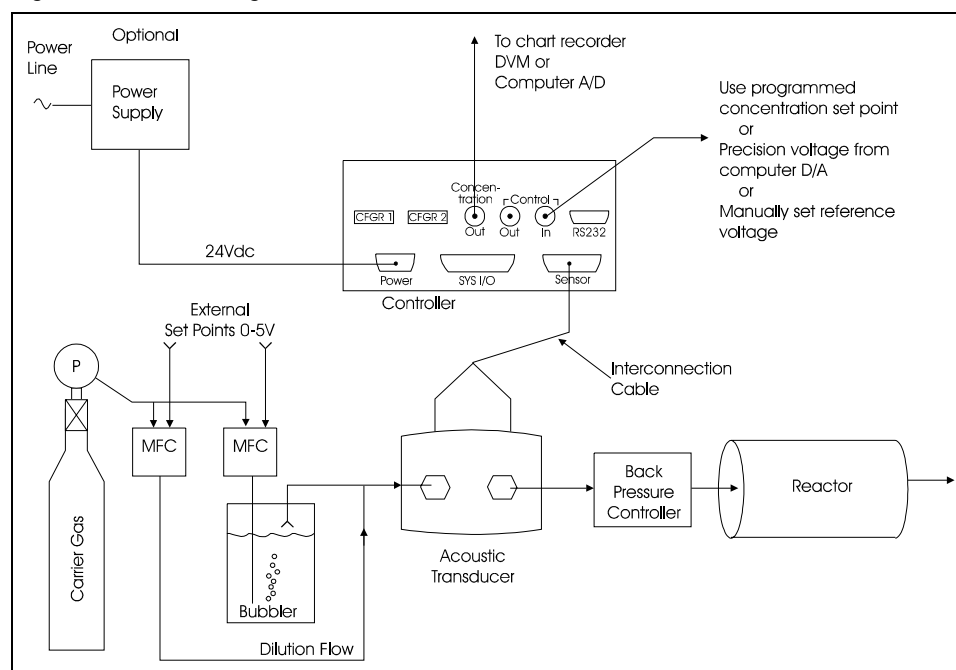 Optional
Power
Line
Power
Supply
24Vdc
To chart recorder
DVM or
Computer A/D
Use programmed
concentration set point
or
Precision voltage from
computer D/A
or
Manually set reference
voltage
CFGR 1
CFGR 2
Concen-
tration
Out
Control
Out
In
RS232
Power
SYS I/O
Sensor
Controller
External
Set Points 0-5V
P
MFC
MFC
Carrier Gas
Bubbler
Dilution Flow
Interconnection
Cable
Acoustic
Transducer
Back
Pressure
Controller
Reactor